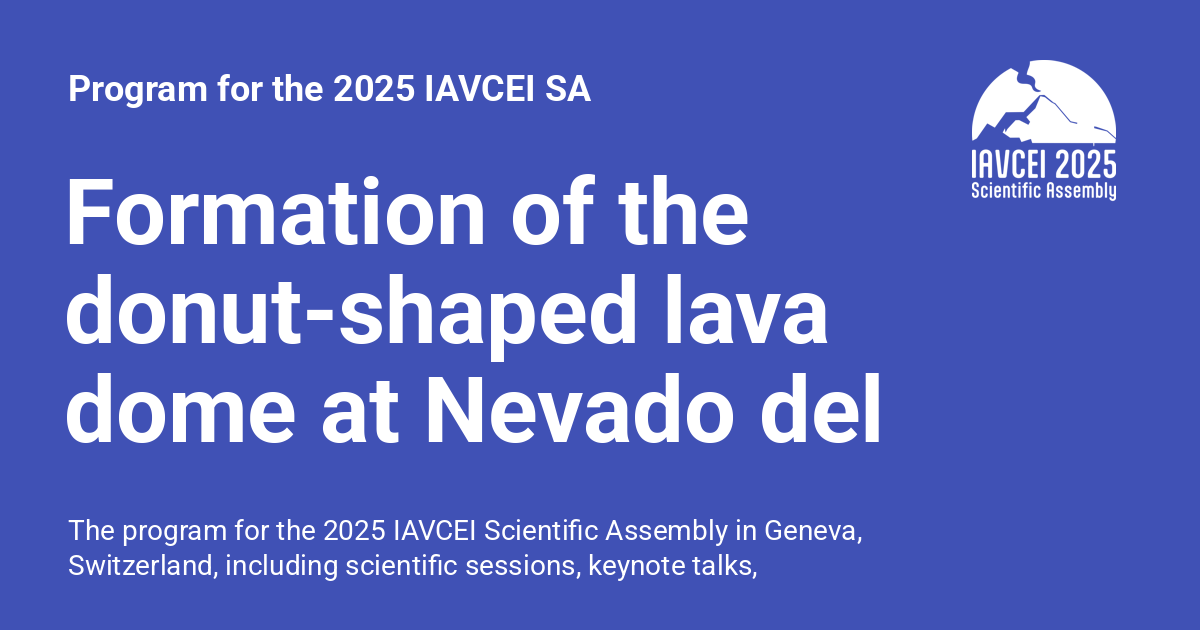 Program for the 2025 IAVCEI SA
IAVCEI 2025
Scientific Assembly
Formation of the
donut-shaped lava
dome at Nevado del
The program for the 2025 IAVCEI Scientific Assembly in Geneva,
Switzerland, including scientific sessions, keynote talks,